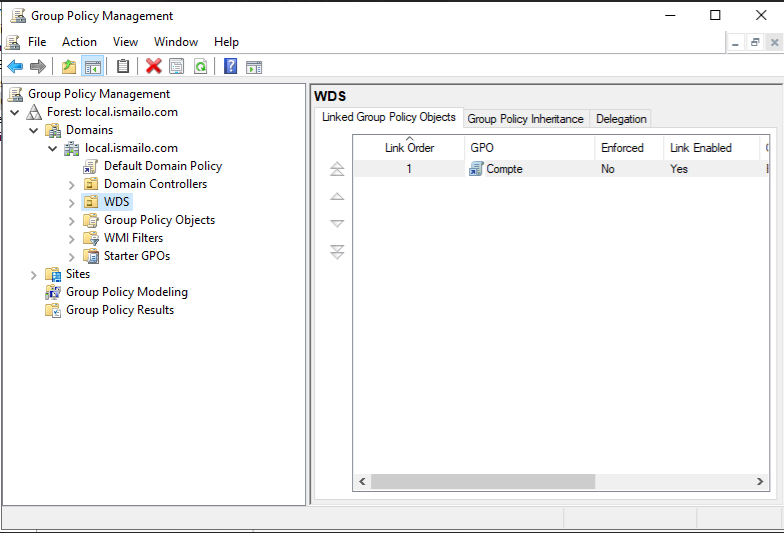 Group Policy Management
File Action View Window Help
Group Policy Management
Forest: local.ismailo.com
Domains
local.ismailo.com
Default Domain Policy
Domain Controllers
WDS
Group Policy Objects
WMI Filters
Starter GPOs
Sites
Group Policy Modeling
Group Policy Results
WDS
Linked Group Policy Objects Group Policy Inheritance Delegation
Link Order GPO Enforced Link Enabled
1 Compte No Yes